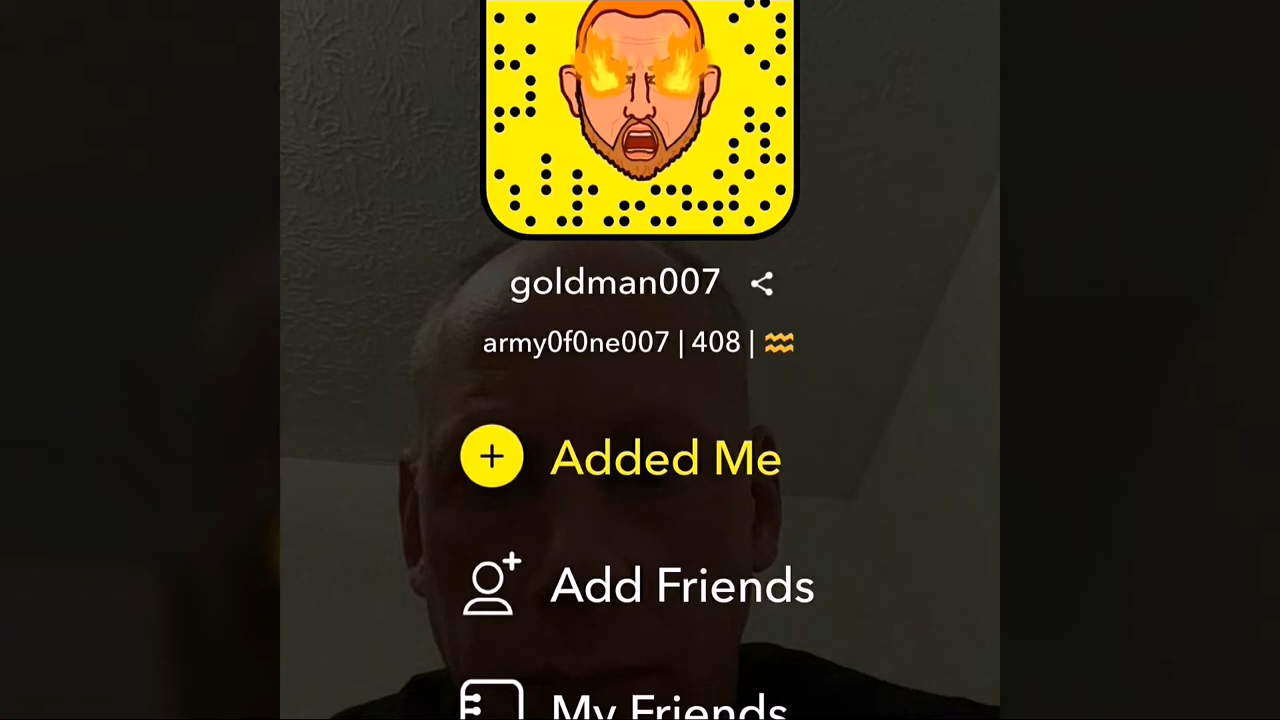 goldman007
army0f0ne007 | 408 | ♒
Added Me
Add Friends
My Friends